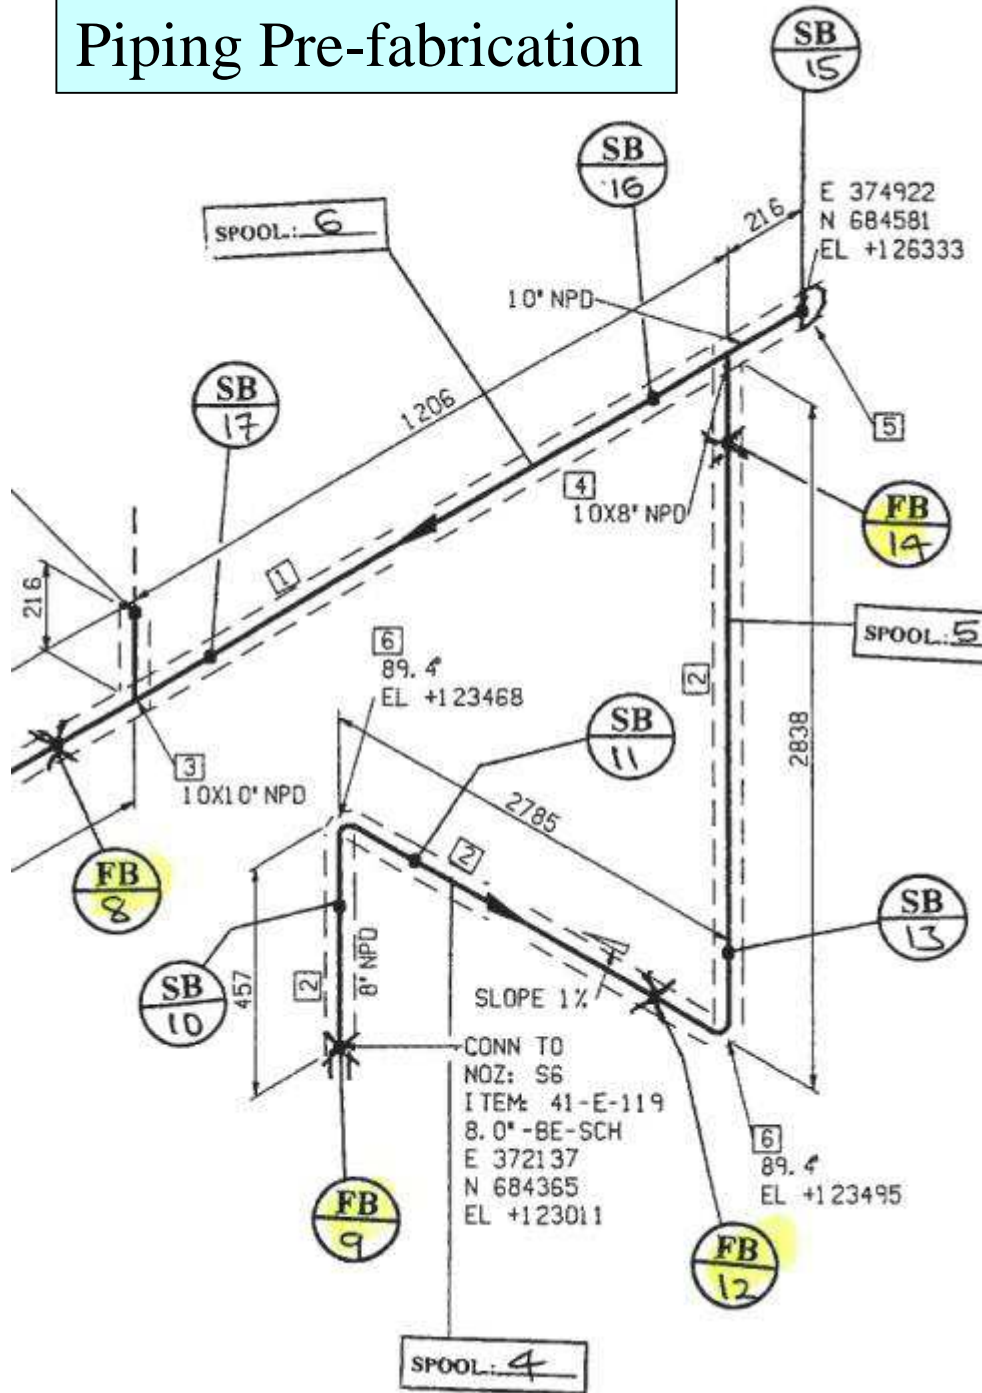 Piping Pre-fabrication
SB
15
SB
16
E 374922
N 684581
EL +126333
216
SPOOL.: 6
10" NPD
SB
17
1206
5
4
10X8" NPD
FB
14
1
216
6
89.4°
EL +123468
SPOOL.: 5
2
SB
11
2838
3
10X10" NPD
2785
2
FB
8
SB
13
SB
10
457
2
8" NPD
SLOPE 1%
CONN TO
NOZ: S6
ITEM: 41-E-119
8.0"-BE-SCH
E 372137
N 684365
EL +123011
6
89.4°
EL +123495
FB
9
FB
12
SPOOL.: 4